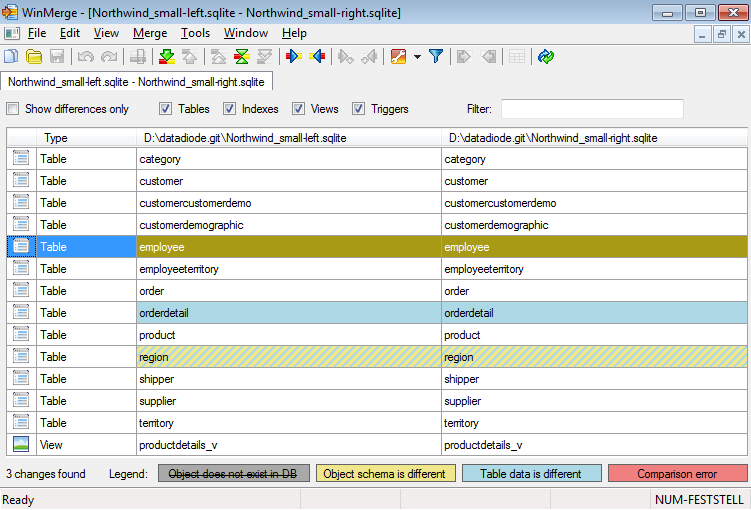 WinMerge - [Northwind_small-left.sqlite - Northwind_small-right.sqlite]
File Edit View Merge Tools Window Help
Northwind_small-left.sqlite - Northwind_small-right.sqlite
Show differences only Tables Indexes Views Triggers Filter:
Type D:\datadiode.git\Northwind_small-left.sqlite D:\datadiode.git\Northwind_small-right.sqlite
Table category category
Table customer customer
Table customercustomerdemo customercustomerdemo
Table customerdemographic customerdemographic
Table employee employee
Table employeeterritory employeeterritory
Table order order
Table orderdetail orderdetail
Table product product
Table region region
Table shipper shipper
Table supplier supplier
Table territory territory
View productdetails_v productdetails_v
3 changes found Legend: Object does not exist in DB Object schema is different Table data is different Comparison error
Ready NUM-FESTSTELL